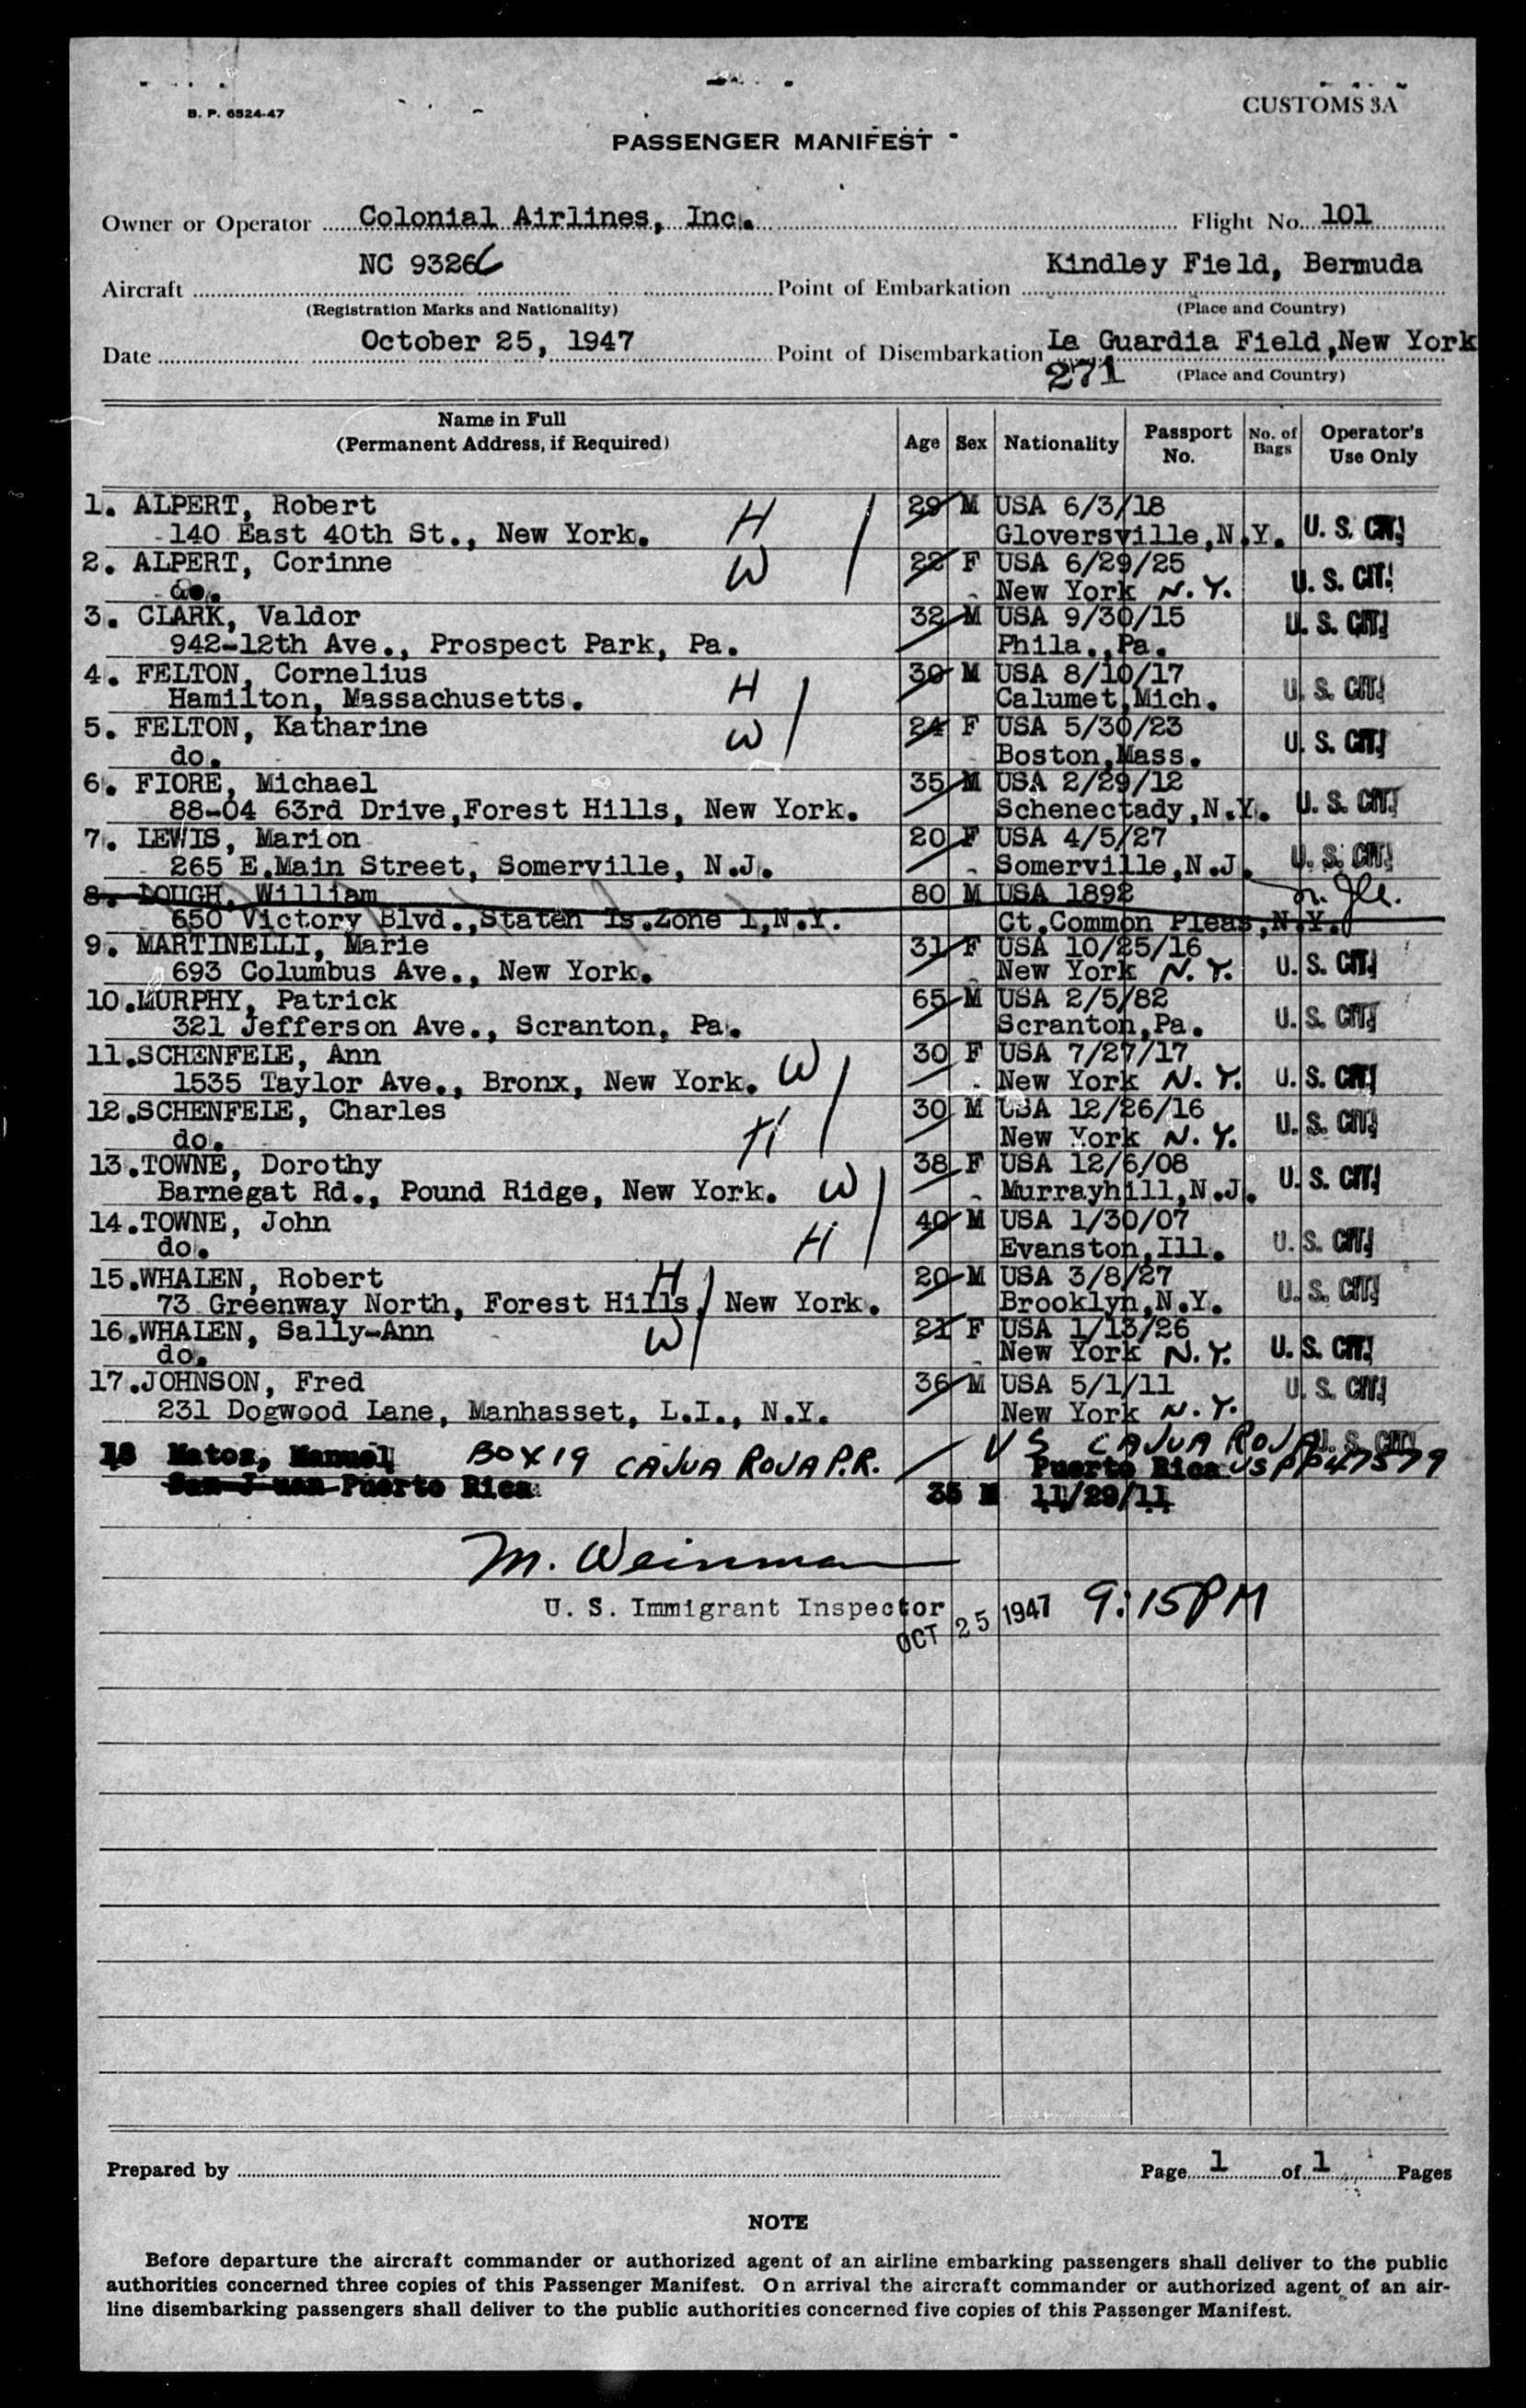 B. P. 6524-47
CUSTOMS 3A
PASSENGER MANIFEST
Owner or Operator Colonial Airlines, Inc. Flight No. 101
NC 93266 Kindley Field, Bermuda
Aircraft Point of Embarkation
(Registration Marks and Nationality) (Place and Country)
Date October 25, 1947 Point of Disembarkation La Guardia Field,New York
271 (Place and Country)
Name in Full
(Permanent Address, if Required) Age Sex Nationality Passport No. No. of Bags Operator's Use Only
1. ALPERT, Robert H 29 M USA 6/3/18
140 East 40th St., New York. Gloversville,N.Y. U. S. CIT.
2. ALPERT, Corinne W 22 F USA 6/29/25
do. New York N.Y. U. S. CIT.
3. CLARK, Valdor 32 M USA 9/30/15 U. S. CIT.
942-12th Ave., Prospect Park, Pa. Phila.,Pa.
4. FELTON, Cornelius H 30 M USA 8/10/17
Hamilton, Massachusetts. Calumet,Mich. U. S. CIT.
5. FELTON, Katharine W 24 F USA 5/30/23
do. Boston,Mass. U. S. CIT.
6. FIORE, Michael 35 M USA 2/29/12
88-04 63rd Drive,Forest Hills, New York. Schenectady,N.Y. U. S. CIT.
7. LEWIS, Marion 20 F USA 4/5/27
265 E.Main Street, Somerville, N.J. Somerville,N.J. U. S. CIT.
8. LOUGH, William 80 M USA 1892
650 Victory Blvd.,Staten Is.Zone 1,N.Y. Ct.Common Pleas,N.Y.
9. MARTINELLI, Marie 31 F USA 10/25/16
693 Columbus Ave., New York. New York N.Y. U. S. CIT.
10.MURPHY, Patrick 65 M USA 2/5/82
321 Jefferson Ave., Scranton, Pa. Scranton,Pa. U. S. CIT.
11.SCHENFEIE, Ann W 30 F USA 7/27/17
1535 Taylor Ave., Bronx, New York. New York N.Y. U. S. CIT.
12.SCHENFEIE, Charles H 30 M USA 12/26/16
do. New York N.Y. U. S. CIT.
13.TOWNE, Dorothy W 38 F USA 12/6/08
Barnegat Rd., Pound Ridge, New York. Murrayhill,N.J. U. S. CIT.
14.TOWNE, John H 40 M USA 1/30/07
do. Evanston,Ill. U. S. CIT.
15.WHALEN, Robert H 20 M USA 3/8/27
73 Greenway North, Forest Hills, New York. Brooklyn,N.Y. U. S. CIT.
16.WHALEN, Sally-Ann W 21 F USA 1/13/26
do. New York N.Y. U. S. CIT.
17.JOHNSON, Fred 36 M USA 5/1/11 U. S. CIT.
231 Dogwood Lane, Manhasset, L.I., N.Y. New York N.Y.
18 Matos, Manuel BOX 19 CAJUA ROJA P.R. US CAJUA ROJA U. S. CIT.
San Juan Puerto Rica Puerto Rica US PP 47579
35 M 11/29/11
M. Weinman
U. S. Immigrant Inspector
OCT 25 1947 9:15PM
Prepared by Page 1 of 1 Pages
NOTE
Before departure the aircraft commander or authorized agent of an airline embarking passengers shall deliver to the public
authorities concerned three copies of this Passenger Manifest. On arrival the aircraft commander or authorized agent of an air-
line disembarking passengers shall deliver to the public authorities concerned five copies of this Passenger Manifest.